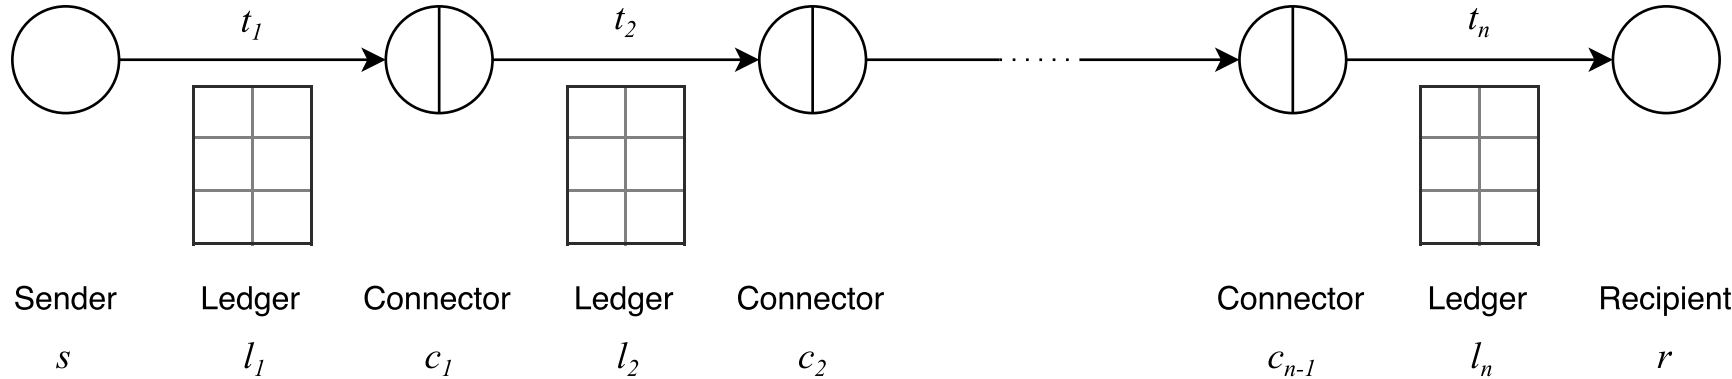 t1 t2 ..... tn
Sender Ledger Connector Ledger Connector Connector Ledger Recipient
s l1 c1 l2 c2 cn-1 ln r